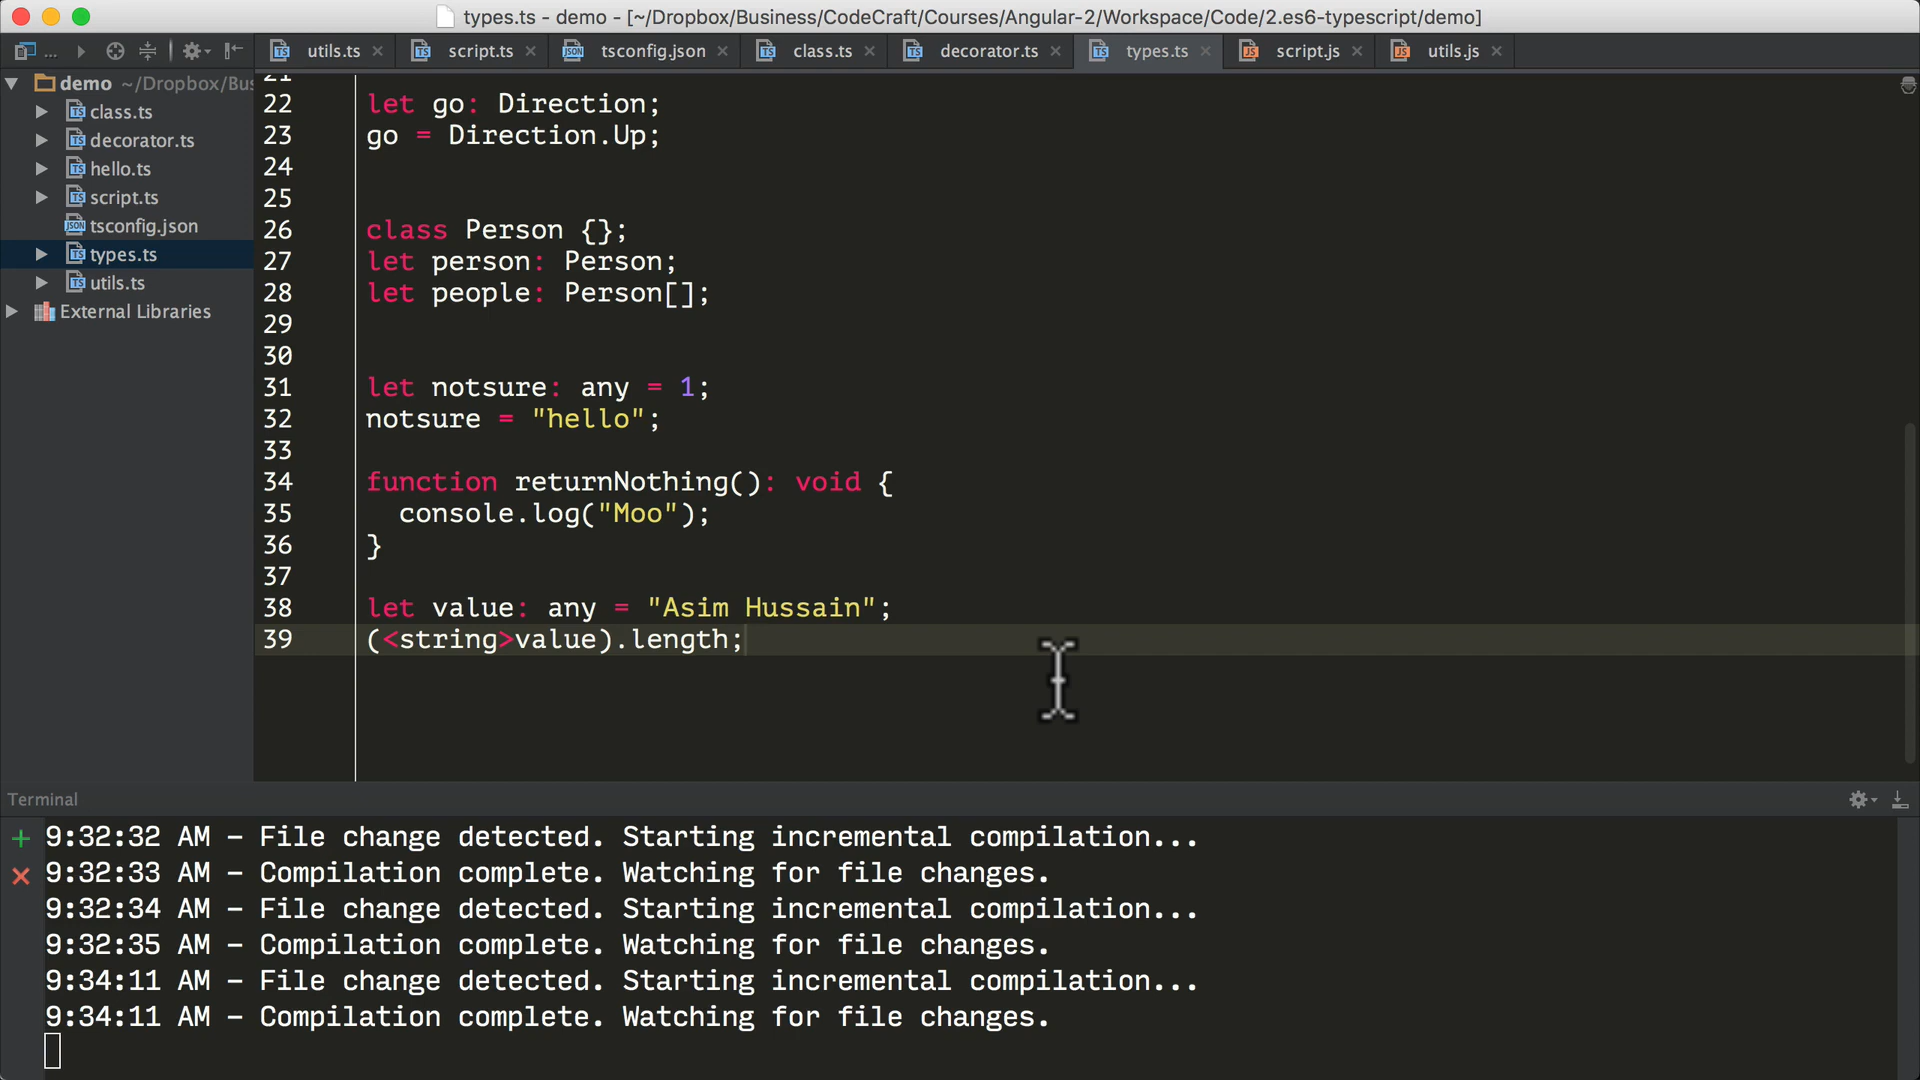 types.ts - demo - [~/Dropbox/Business/CodeCraft/Courses/Angular-2/Workspace/Code/2.es6-typescript/demo]
... utils.ts script.ts tsconfig.json class.ts decorator.ts types.ts script.js utils.js
demo ~/Dropbox/Bus
class.ts
decorator.ts
hello.ts
script.ts
tsconfig.json
types.ts
utils.ts
External Libraries
21
22 let go: Direction;
23 go = Direction.Up;
24
25
26 class Person {};
27 let person: Person;
28 let people: Person[];
29
30
31 let notsure: any = 1;
32 notsure = "hello";
33
34 function returnNothing(): void {
35 console.log("Moo");
36 }
37
38 let value: any = "Asim Hussain";
39 (<string>value).length;
Terminal
9:32:32 AM – File change detected. Starting incremental compilation...
9:32:33 AM – Compilation complete. Watching for file changes.
9:32:34 AM – File change detected. Starting incremental compilation...
9:32:35 AM – Compilation complete. Watching for file changes.
9:34:11 AM – File change detected. Starting incremental compilation...
9:34:11 AM – Compilation complete. Watching for file changes.